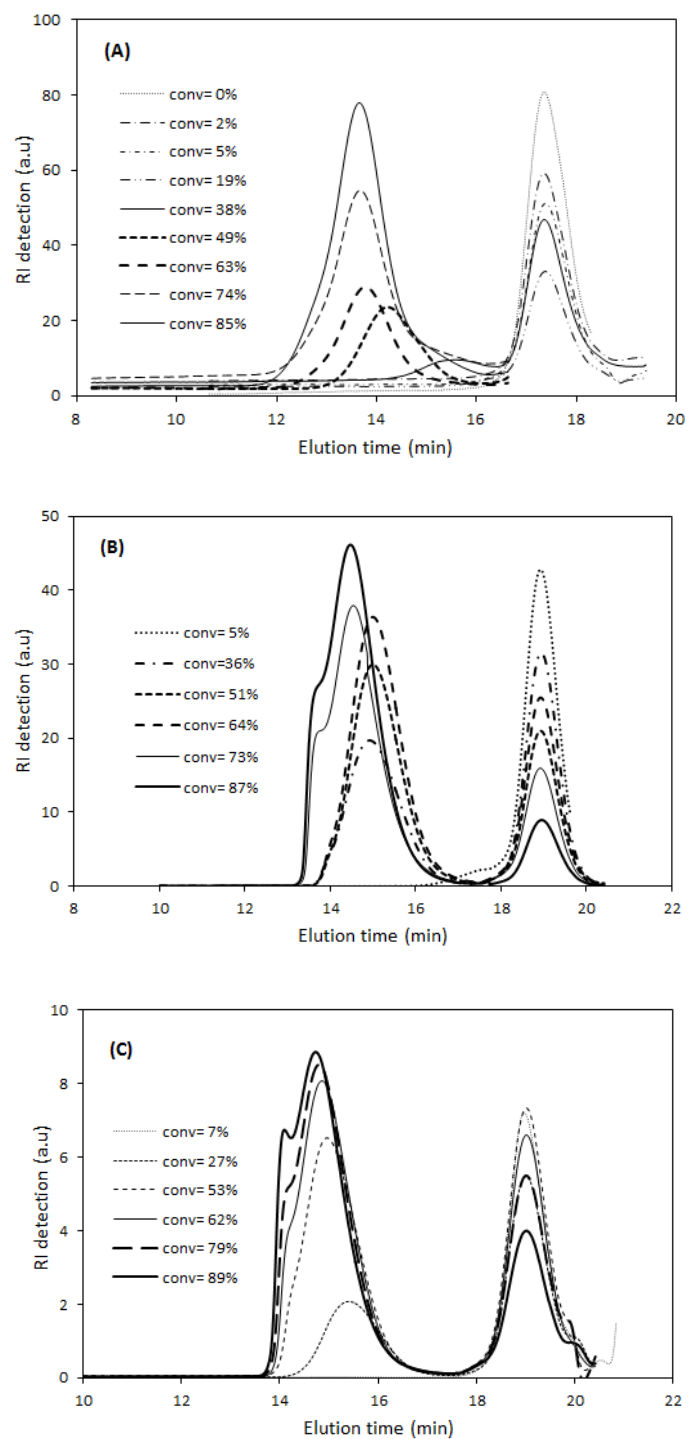 (A)
100
80
60
40
20
0
RI detection (a.u)
conv= 0%
conv= 2%
conv= 5%
conv= 19%
conv= 38%
conv= 49%
conv= 63%
conv= 74%
conv= 85%
8 10 12 14 16 18 20
Elution time (min)
(B)
50
40
30
20
10
0
RI detection (a.u)
conv= 5%
conv=36%
conv= 51%
conv= 64%
conv= 73%
conv= 87%
8 10 12 14 16 18 20 22
Elution time (min)
(C)
10
8
6
4
2
0
RI detection (a.u)
conv= 7%
conv= 27%
conv= 53%
conv= 62%
conv= 79%
conv= 89%
10 12 14 16 18 20 22
Elution time (min)